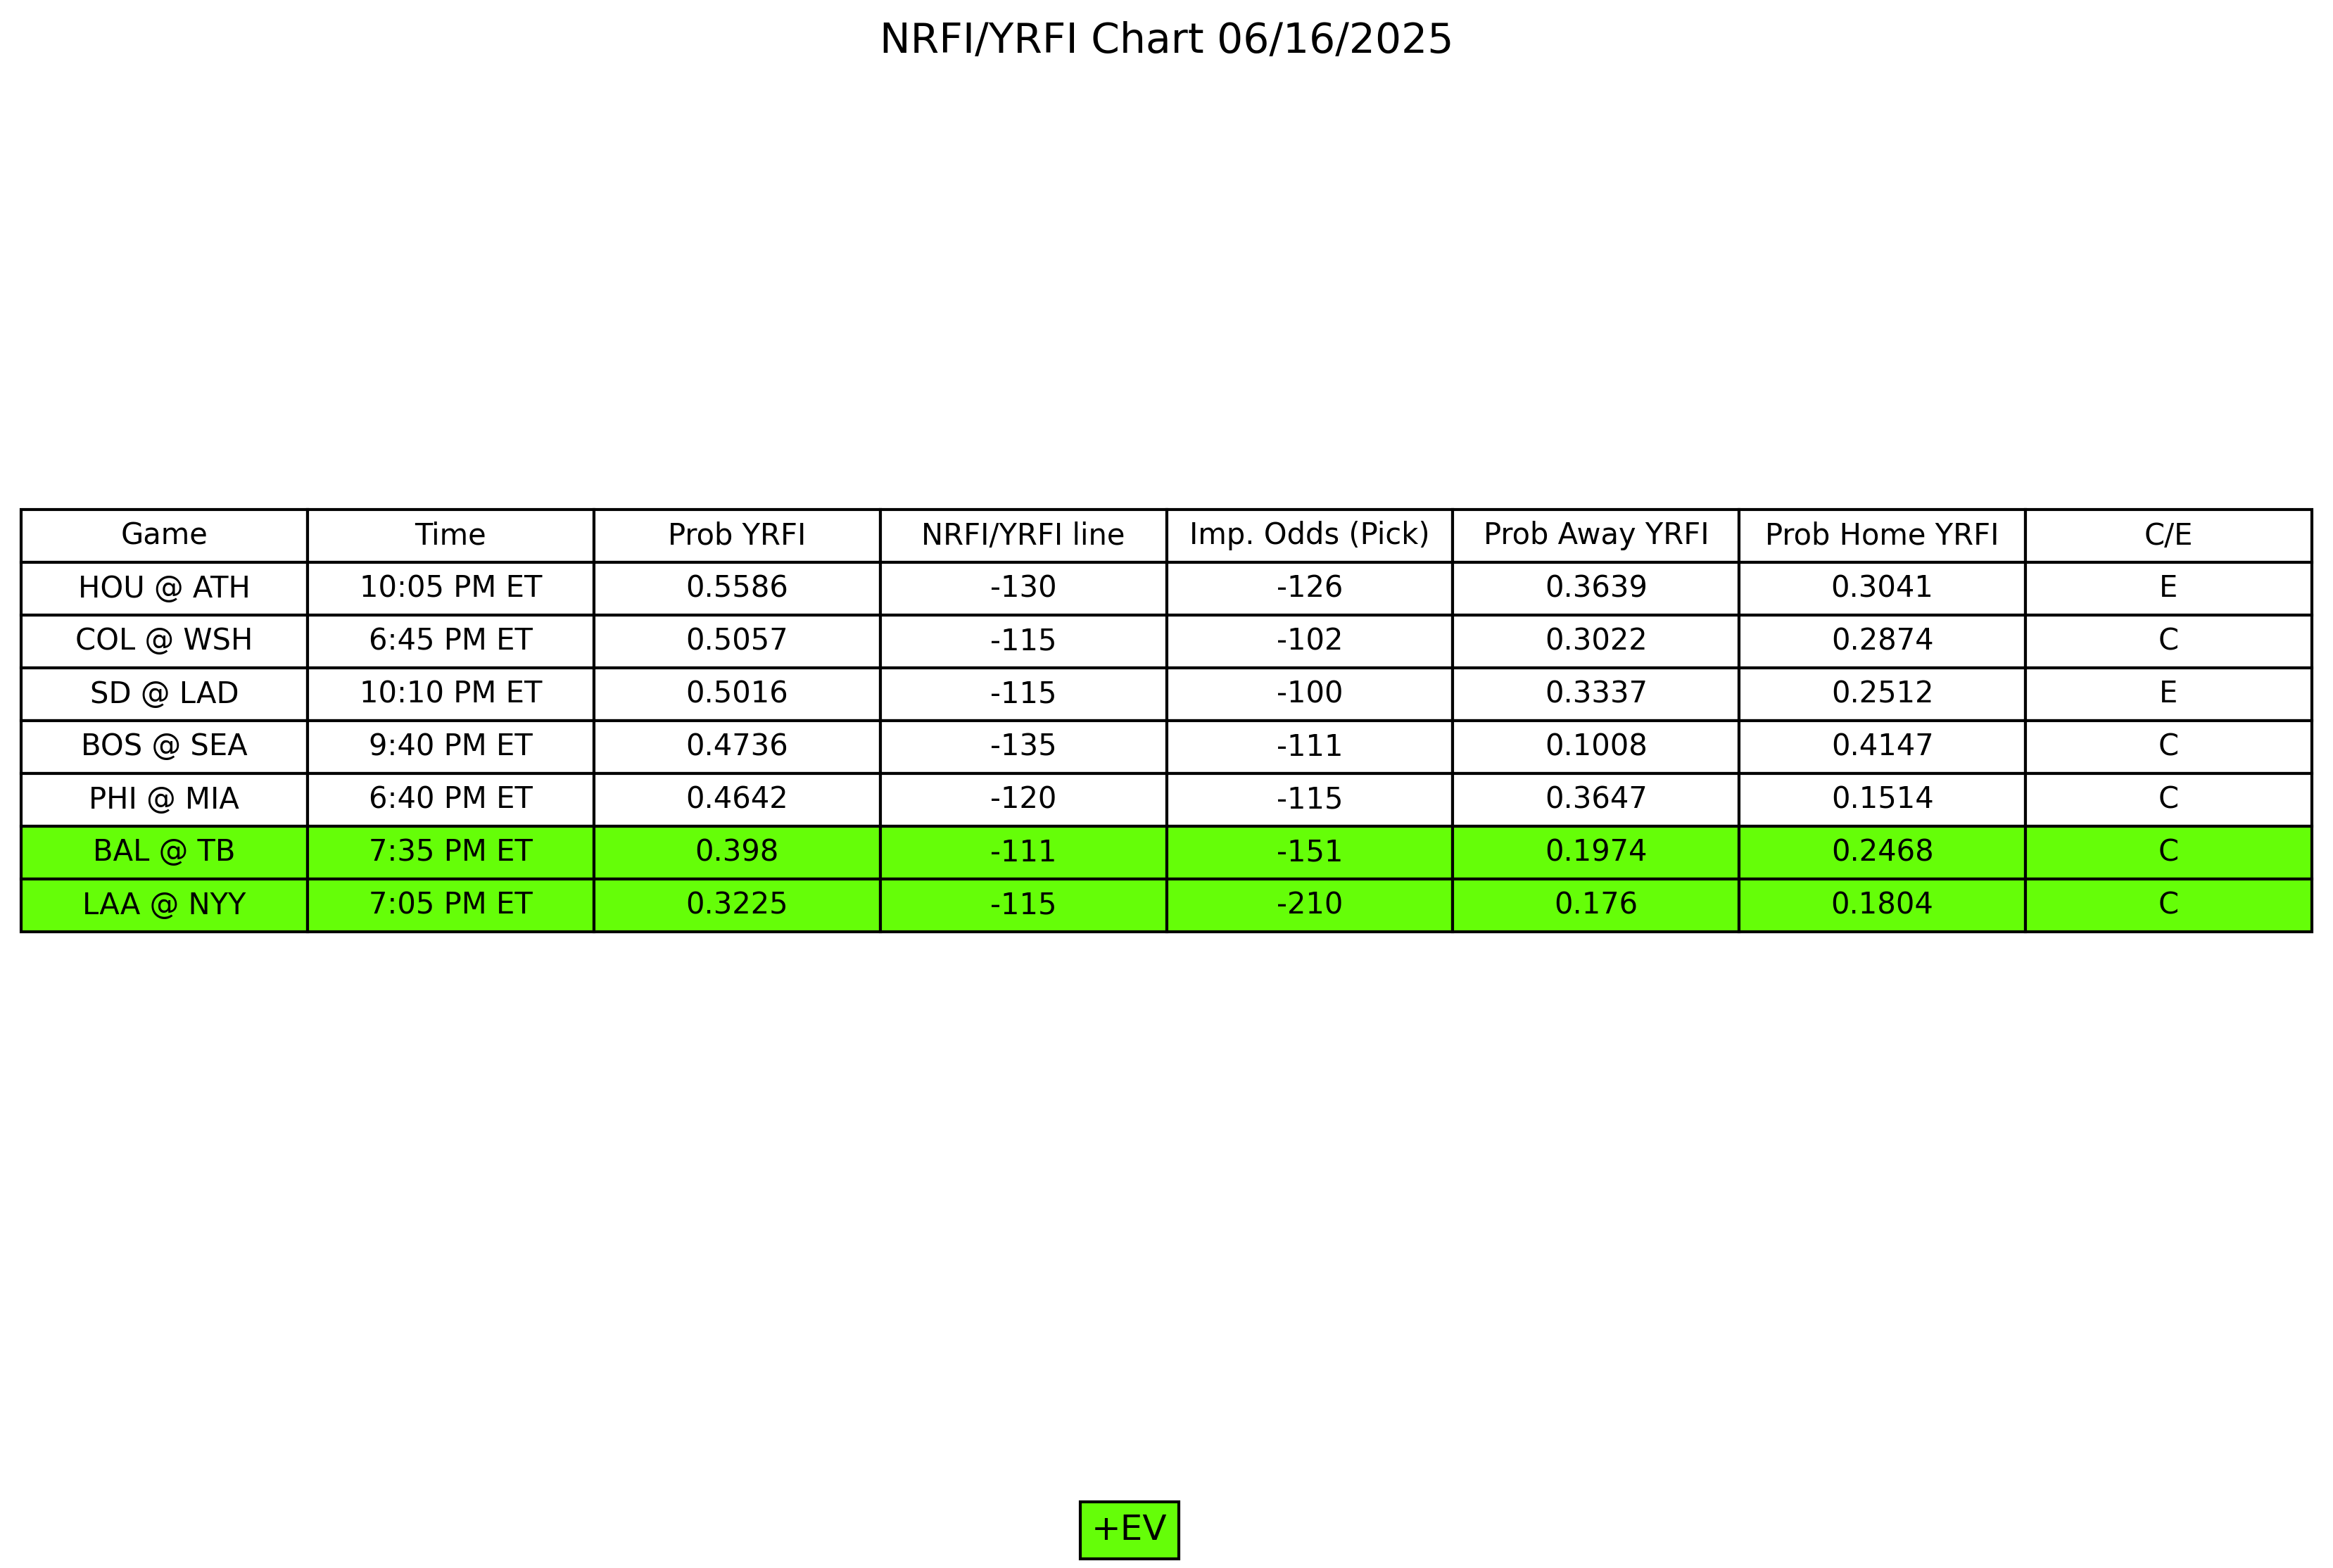 NRFI/YRFI Chart 06/16/2025
Game Time Prob YRFI NRFI/YRFI line Imp. Odds (Pick) Prob Away YRFI Prob Home YRFI C/E
HOU @ ATH 10:05 PM ET 0.5586 -130 -126 0.3639 0.3041 E
COL @ WSH 6:45 PM ET 0.5057 -115 -102 0.3022 0.2874 C
SD @ LAD 10:10 PM ET 0.5016 -115 -100 0.3337 0.2512 E
BOS @ SEA 9:40 PM ET 0.4736 -135 -111 0.1008 0.4147 C
PHI @ MIA 6:40 PM ET 0.4642 -120 -115 0.3647 0.1514 C
BAL @ TB 7:35 PM ET 0.398 -111 -151 0.1974 0.2468 C
LAA @ NYY 7:05 PM ET 0.3225 -115 -210 0.176 0.1804 C
+EV